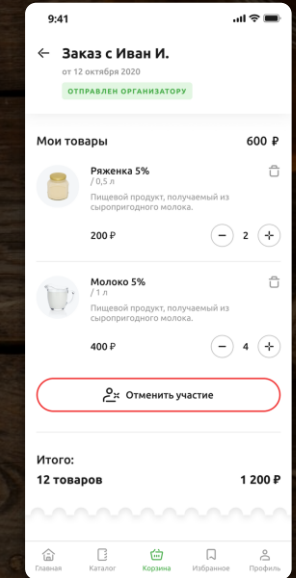 9:41
Заказ с Иван И.
от 12 октября 2020
ОТПРАВЛЕН ОРГАНИЗАТОРУ
Мои товары 600 ₽
Ряженка 5%
/ 0,5 л
Пищевой продукт, получаемый из
сыропригодного молока.
200 ₽ − 2 +
Молоко 5%
/ 1 л
Пищевой продукт, получаемый из
сыропригодного молока.
400 ₽ − 4 +
Отменить участие
Итого:
12 товаров 1 200 ₽
Главная Каталог Корзина Избранное Профиль